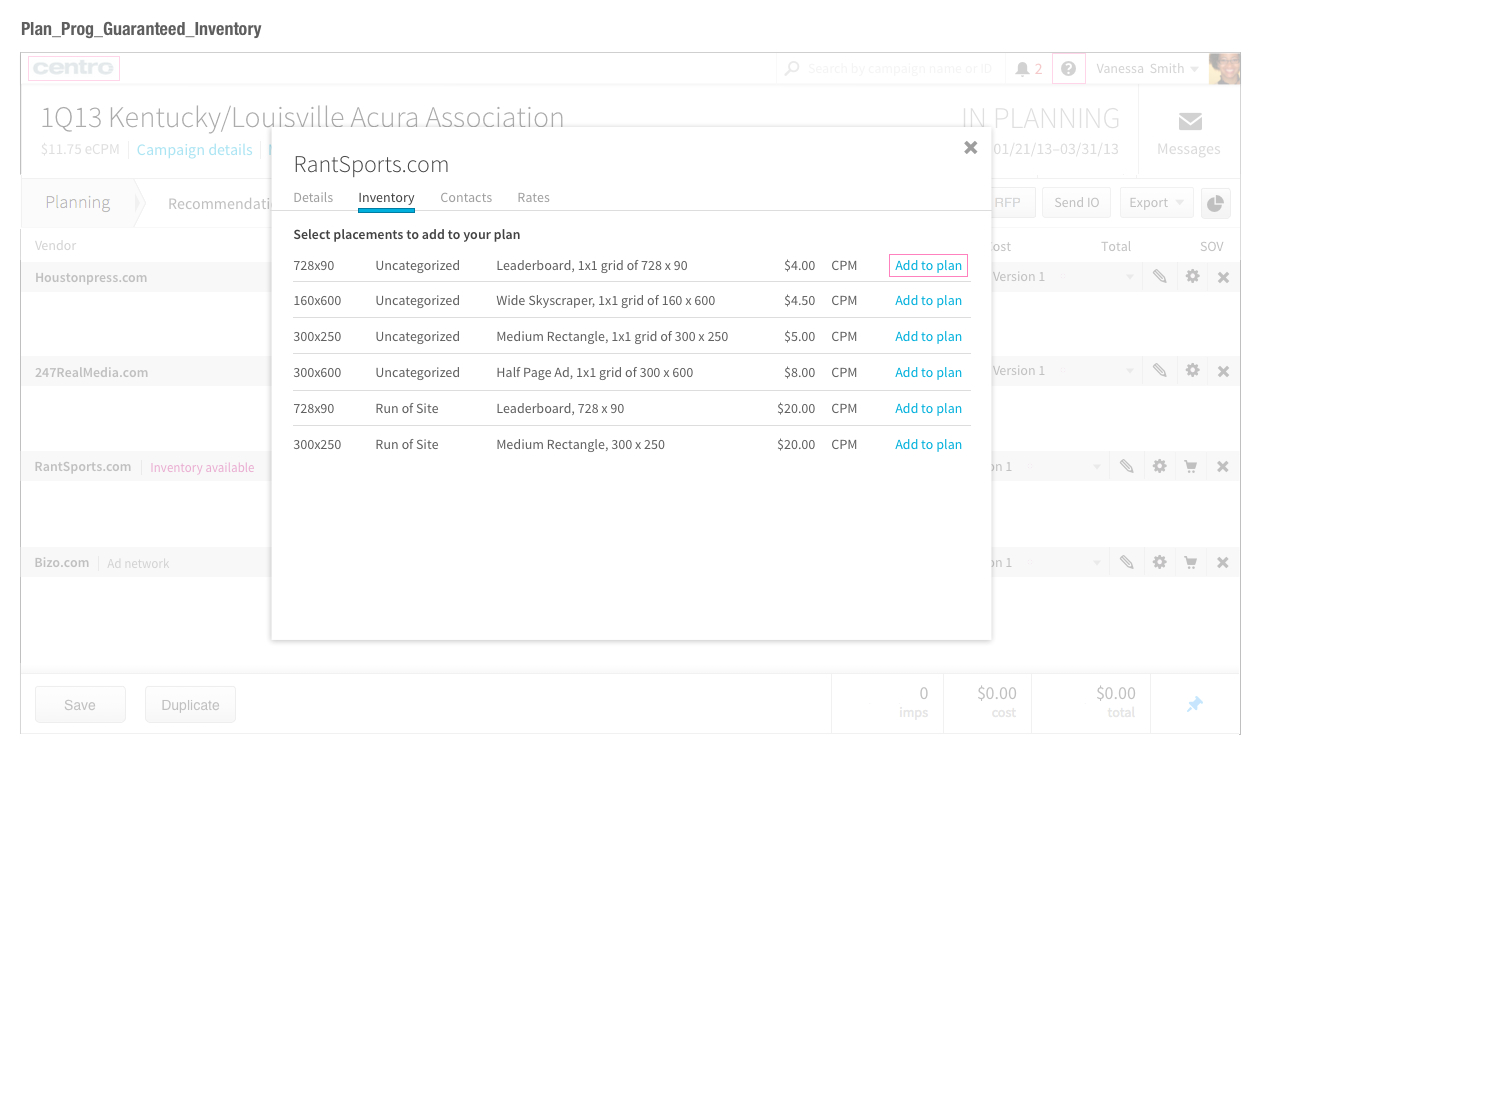 Plan_Prog_Guaranteed_Inventory
centro
Search by campaign name or IO
2
Vanessa Smith
1Q13 Kentucky/Louisville Acura Association
IN PLANNING
$11.75 eCPM
Campaign details
01/21/13–03/31/13
Messages
RantSports.com
Details
Inventory
Contacts
Rates
Planning
RFP
Send IO
Export
Select placements to add to your plan
Vendor
Total
SOV
728x90 Uncategorized Leaderboard, 1x1 grid of 728 x 90 $4.00 CPM Add to plan
160x600 Uncategorized Wide Skyscraper, 1x1 grid of 160 x 600 $4.50 CPM Add to plan
300x250 Uncategorized Medium Rectangle, 1x1 grid of 300 x 250 $5.00 CPM Add to plan
300x600 Uncategorized Half Page Ad, 1x1 grid of 300 x 600 $8.00 CPM Add to plan
728x90 Run of Site Leaderboard, 728 x 90 $20.00 CPM Add to plan
300x250 Run of Site Medium Rectangle, 300 x 250 $20.00 CPM Add to plan
Houstonpress.com
Version 1
247RealMedia.com
Version 1
RantSports.com
Inventory available
1
Bizo.com
Ad network
1
Save
Duplicate
0
imps
$0.00
cost
$0.00
total